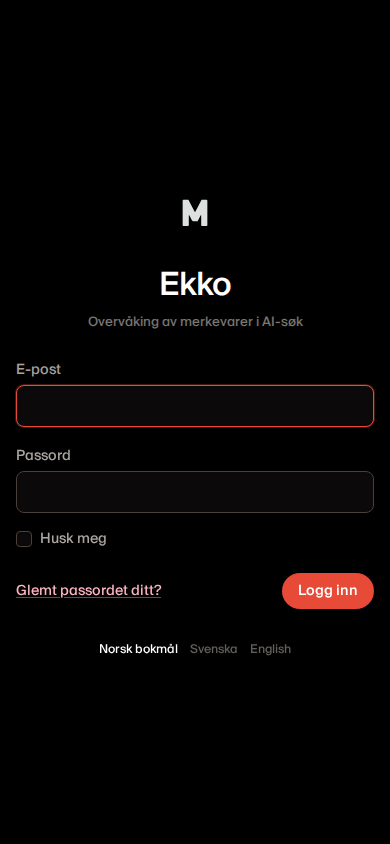 M
Ekko
Overvåking av merkevarer i AI-søk
E-post
Passord
Husk meg
Glemt passordet ditt? Logg inn
Norsk bokmål Svenska English